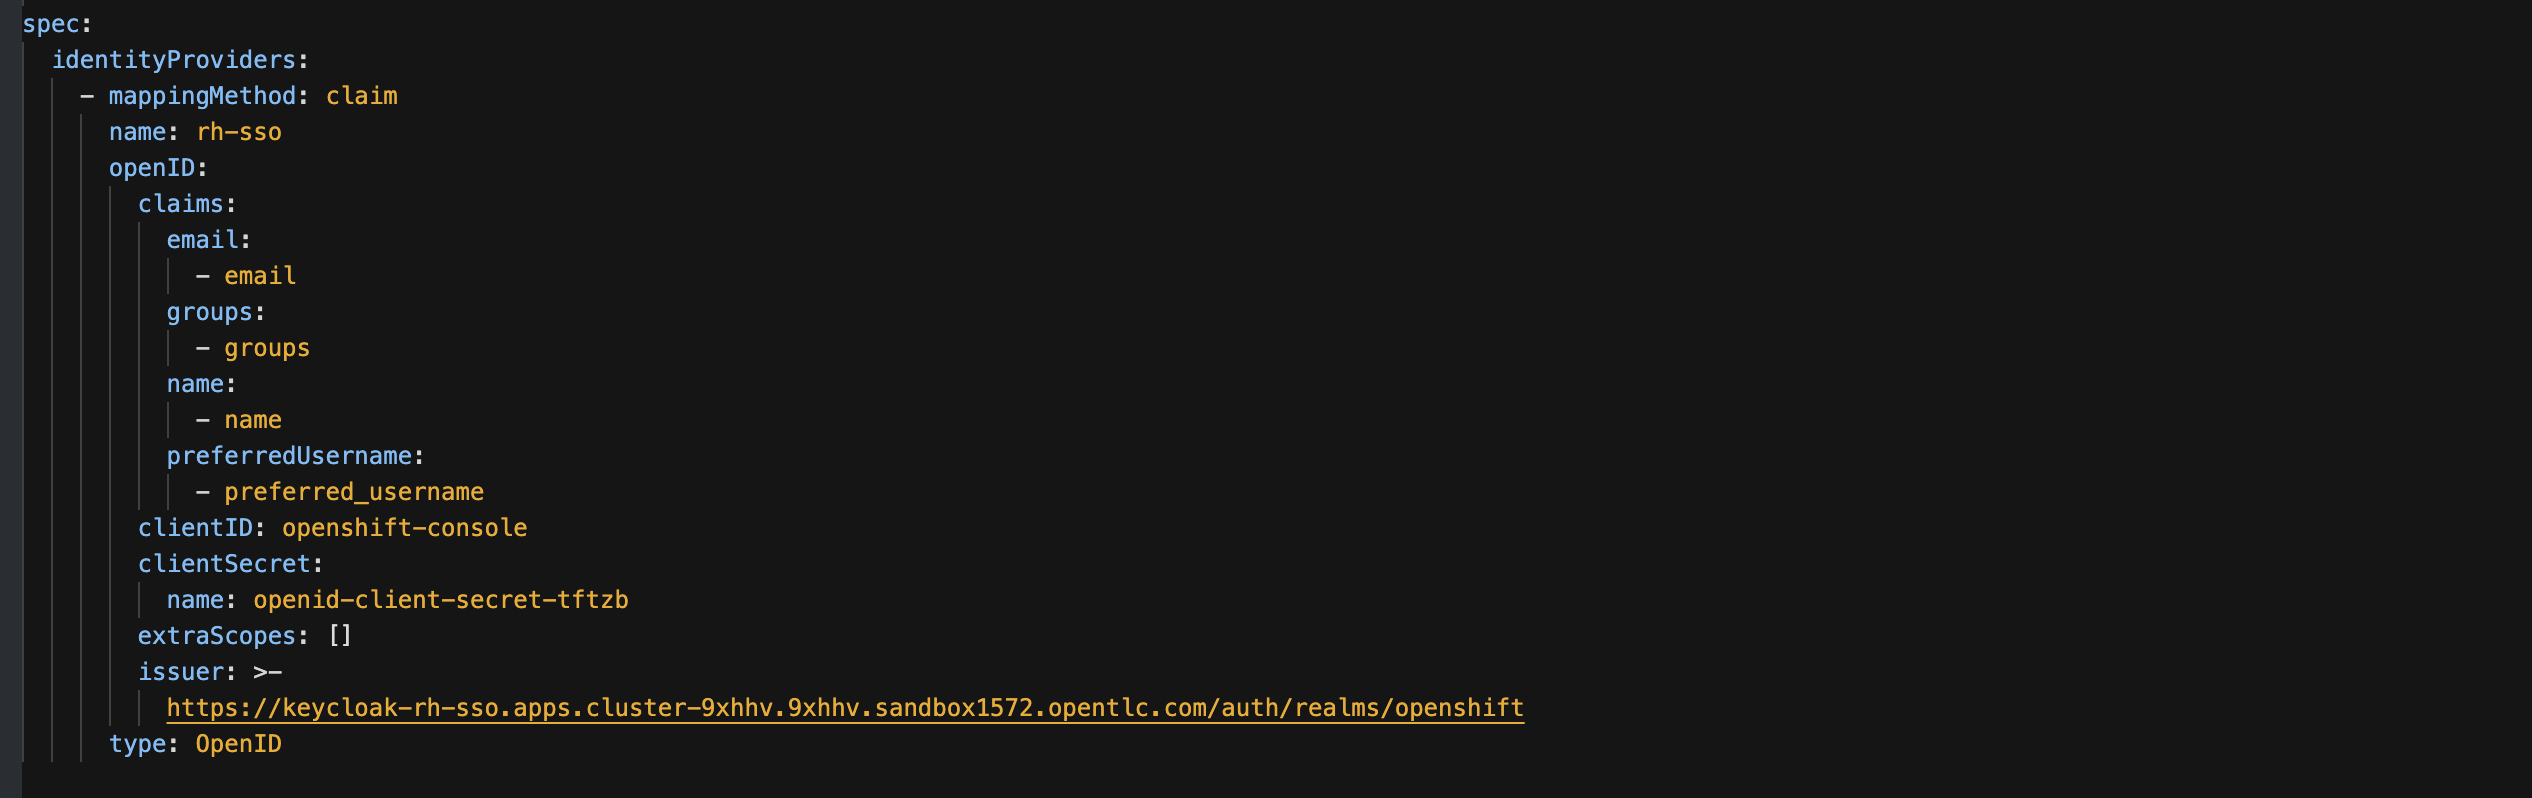 spec:
  identityProviders:
    - mappingMethod: claim
      name: rh-sso
      openID:
        claims:
          email:
            - email
          groups:
            - groups
          name:
            - name
          preferredUsername:
            - preferred_username
        clientID: openshift-console
        clientSecret:
          name: openid-client-secret-tftzb
        extraScopes: []
        issuer: >-
          https://keycloak-rh-sso.apps.cluster-9xhhv.9xhhv.sandbox1572.opentlc.com/auth/realms/openshift
      type: OpenID